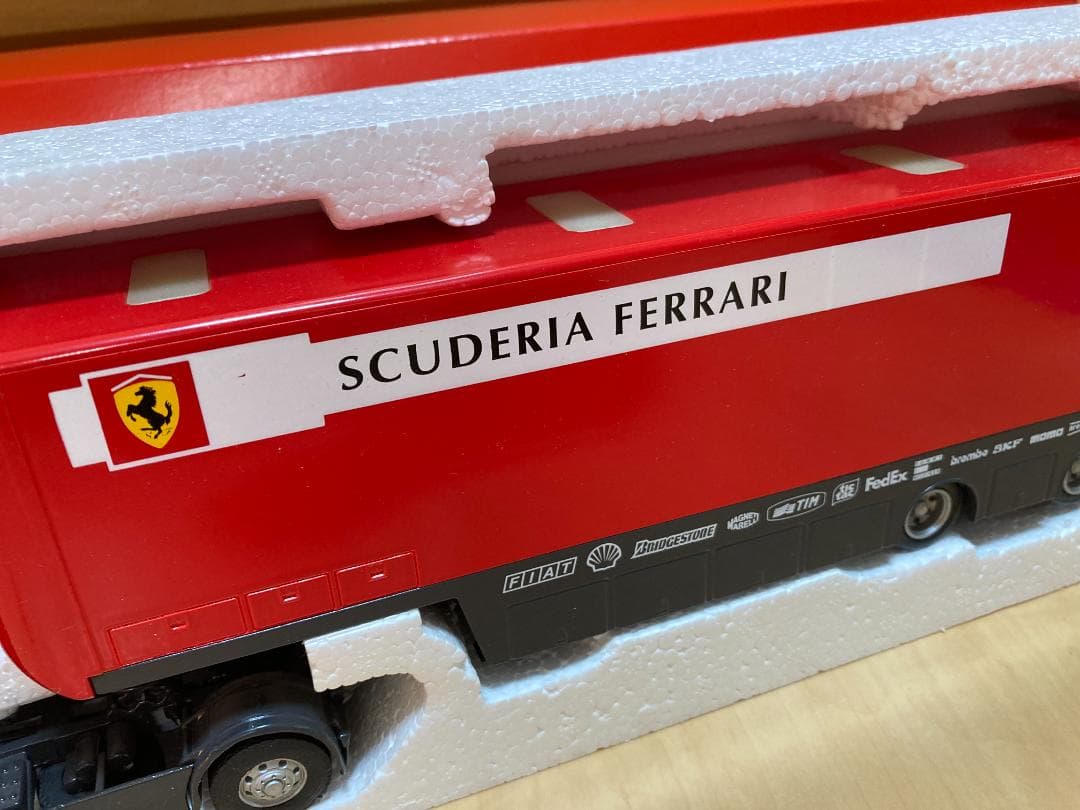 SCUDERIA FERRARI
FIAT
BRIDGESTONE
MAGNETI
MARELLI
TIM
FedEx
brembo
SKF
MOMO